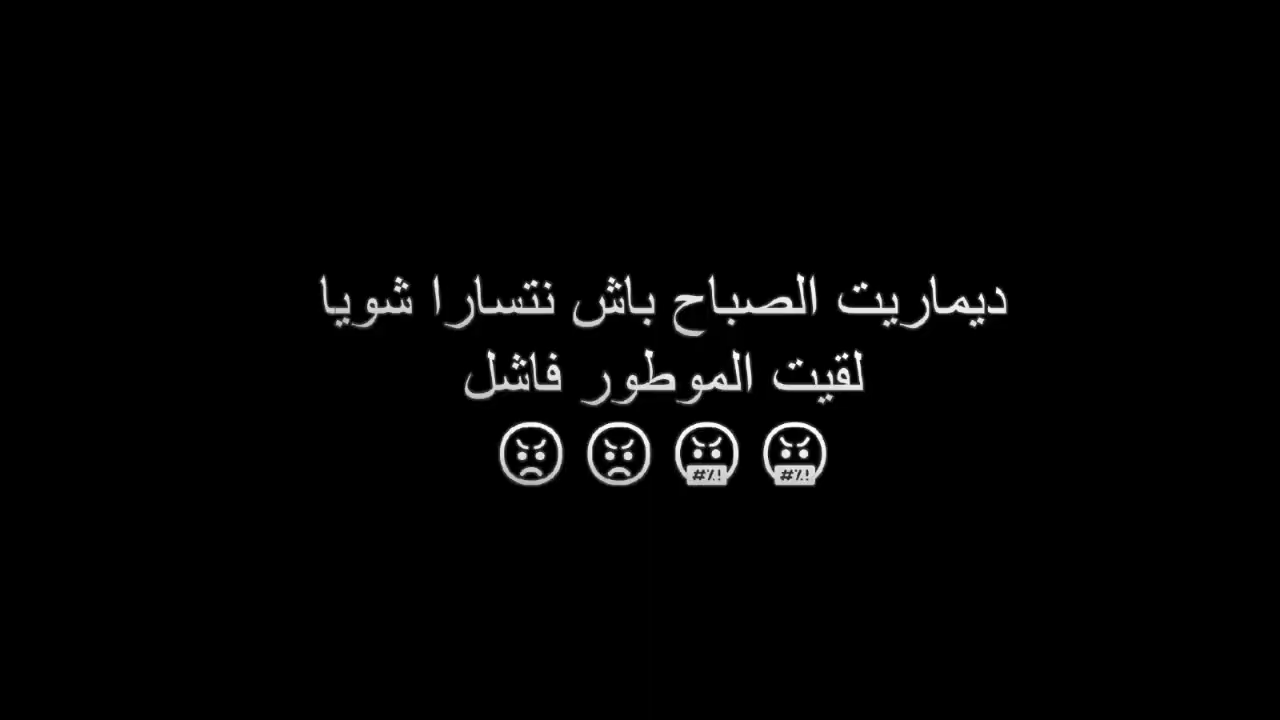 ديماريت الصباح باش نتسارا شويا
لقيت الموطور فاشل
🤬🤬😠😠